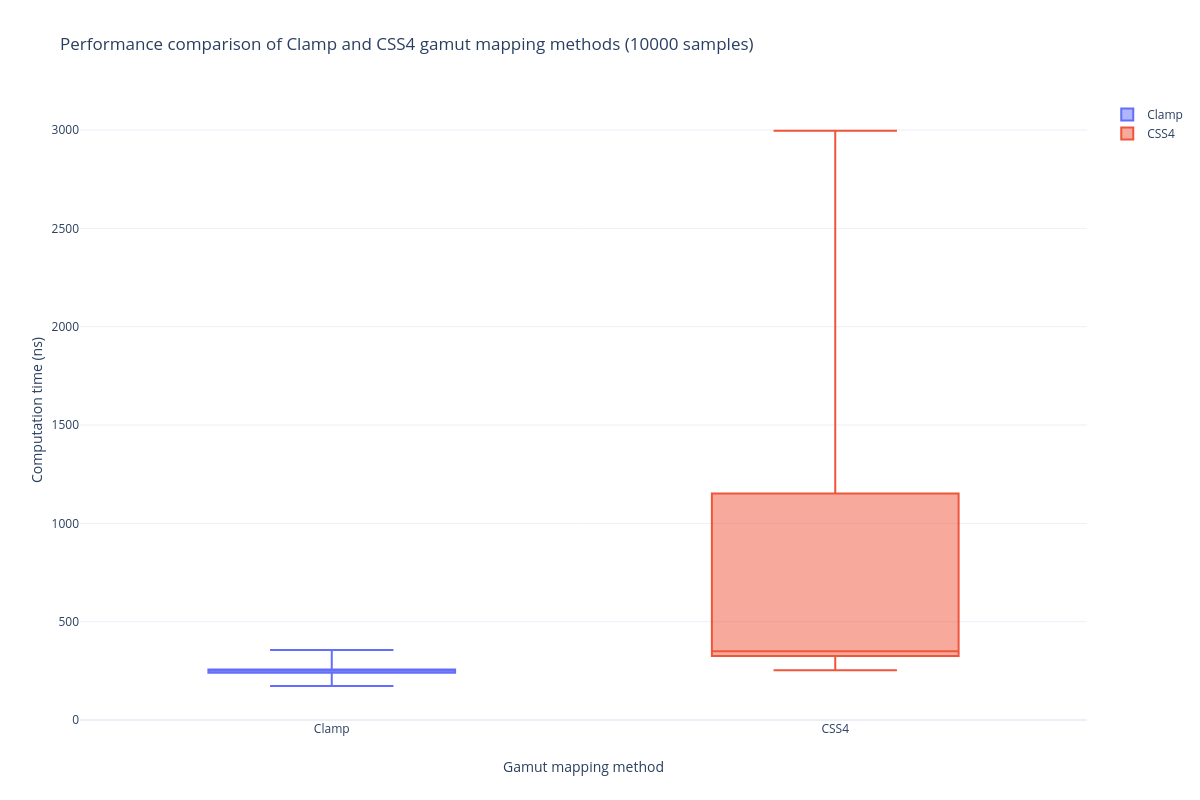 Performance comparison of Clamp and CSS4 gamut mapping methods (10000 samples)
Clamp
CSS4
3000
2500
2000
1500
1000
500
0
Computation time (ns)
Clamp
CSS4
Gamut mapping method